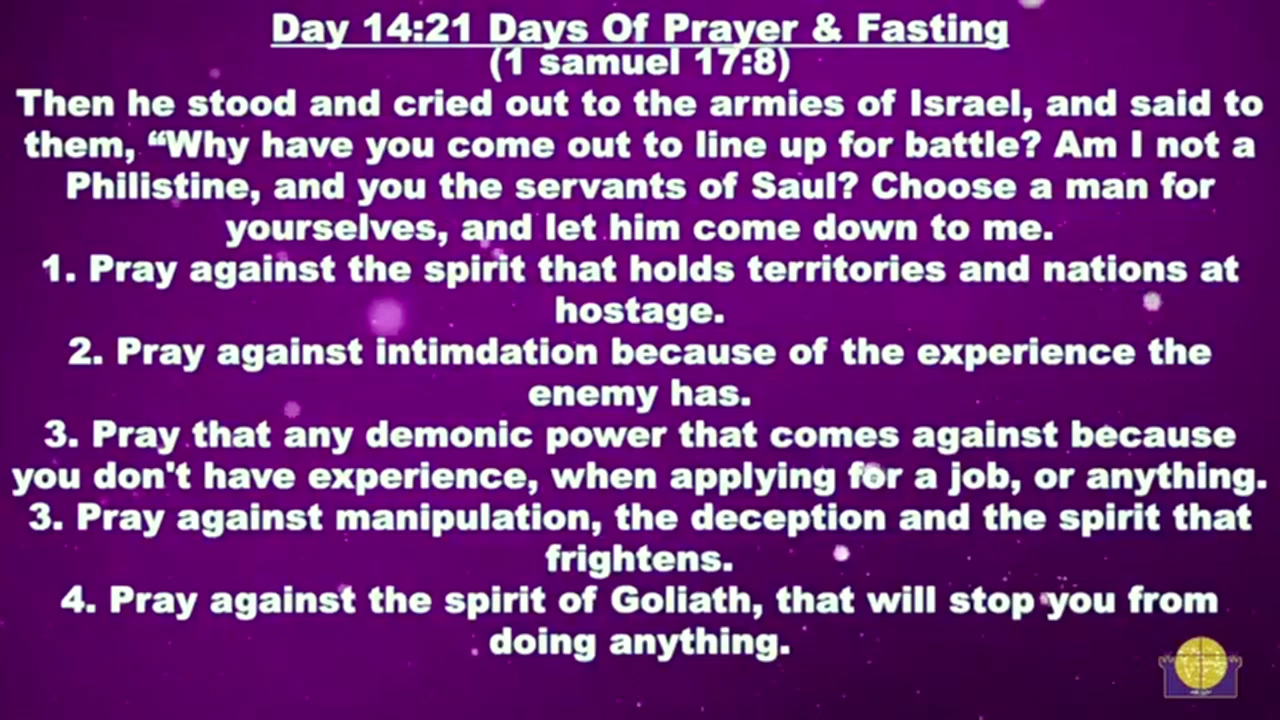 Day 14:21 Days Of Prayer & Fasting
(1 samuel 17:8)
Then he stood and cried out to the armies of Israel, and said to
them, “Why have you come out to line up for battle? Am I not a
Philistine, and you the servants of Saul? Choose a man for
yourselves, and let him come down to me.
1. Pray against the spirit that holds territories and nations at
hostage.
2. Pray against intimdation because of the experience the
enemy has.
3. Pray that any demonic power that comes against because
you don't have experience, when applying for a job, or anything.
3. Pray against manipulation, the deception and the spirit that
frightens.
4. Pray against the spirit of Goliath, that will stop you from
doing anything.